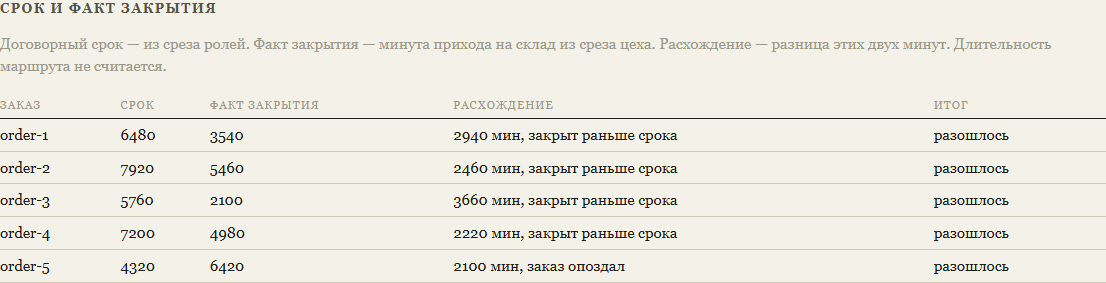 СРОК И ФАКТ ЗАКРЫТИЯ
Договорный срок — из среза ролей. Факт закрытия — минута прихода на склад из среза цеха. Расхождение — разница этих двух минут. Длительность
маршрута не считается.
ЗАКАЗ СРОК ФАКТ ЗАКРЫТИЯ РАСХОЖДЕНИЕ ИТОГ
order-1 6480 3540 2940 мин, закрыт раньше срока разошлось
order-2 7920 5460 2460 мин, закрыт раньше срока разошлось
order-3 5760 2100 3660 мин, закрыт раньше срока разошлось
order-4 7200 4980 2220 мин, закрыт раньше срока разошлось
order-5 4320 6420 2100 мин, заказ опоздал разошлось